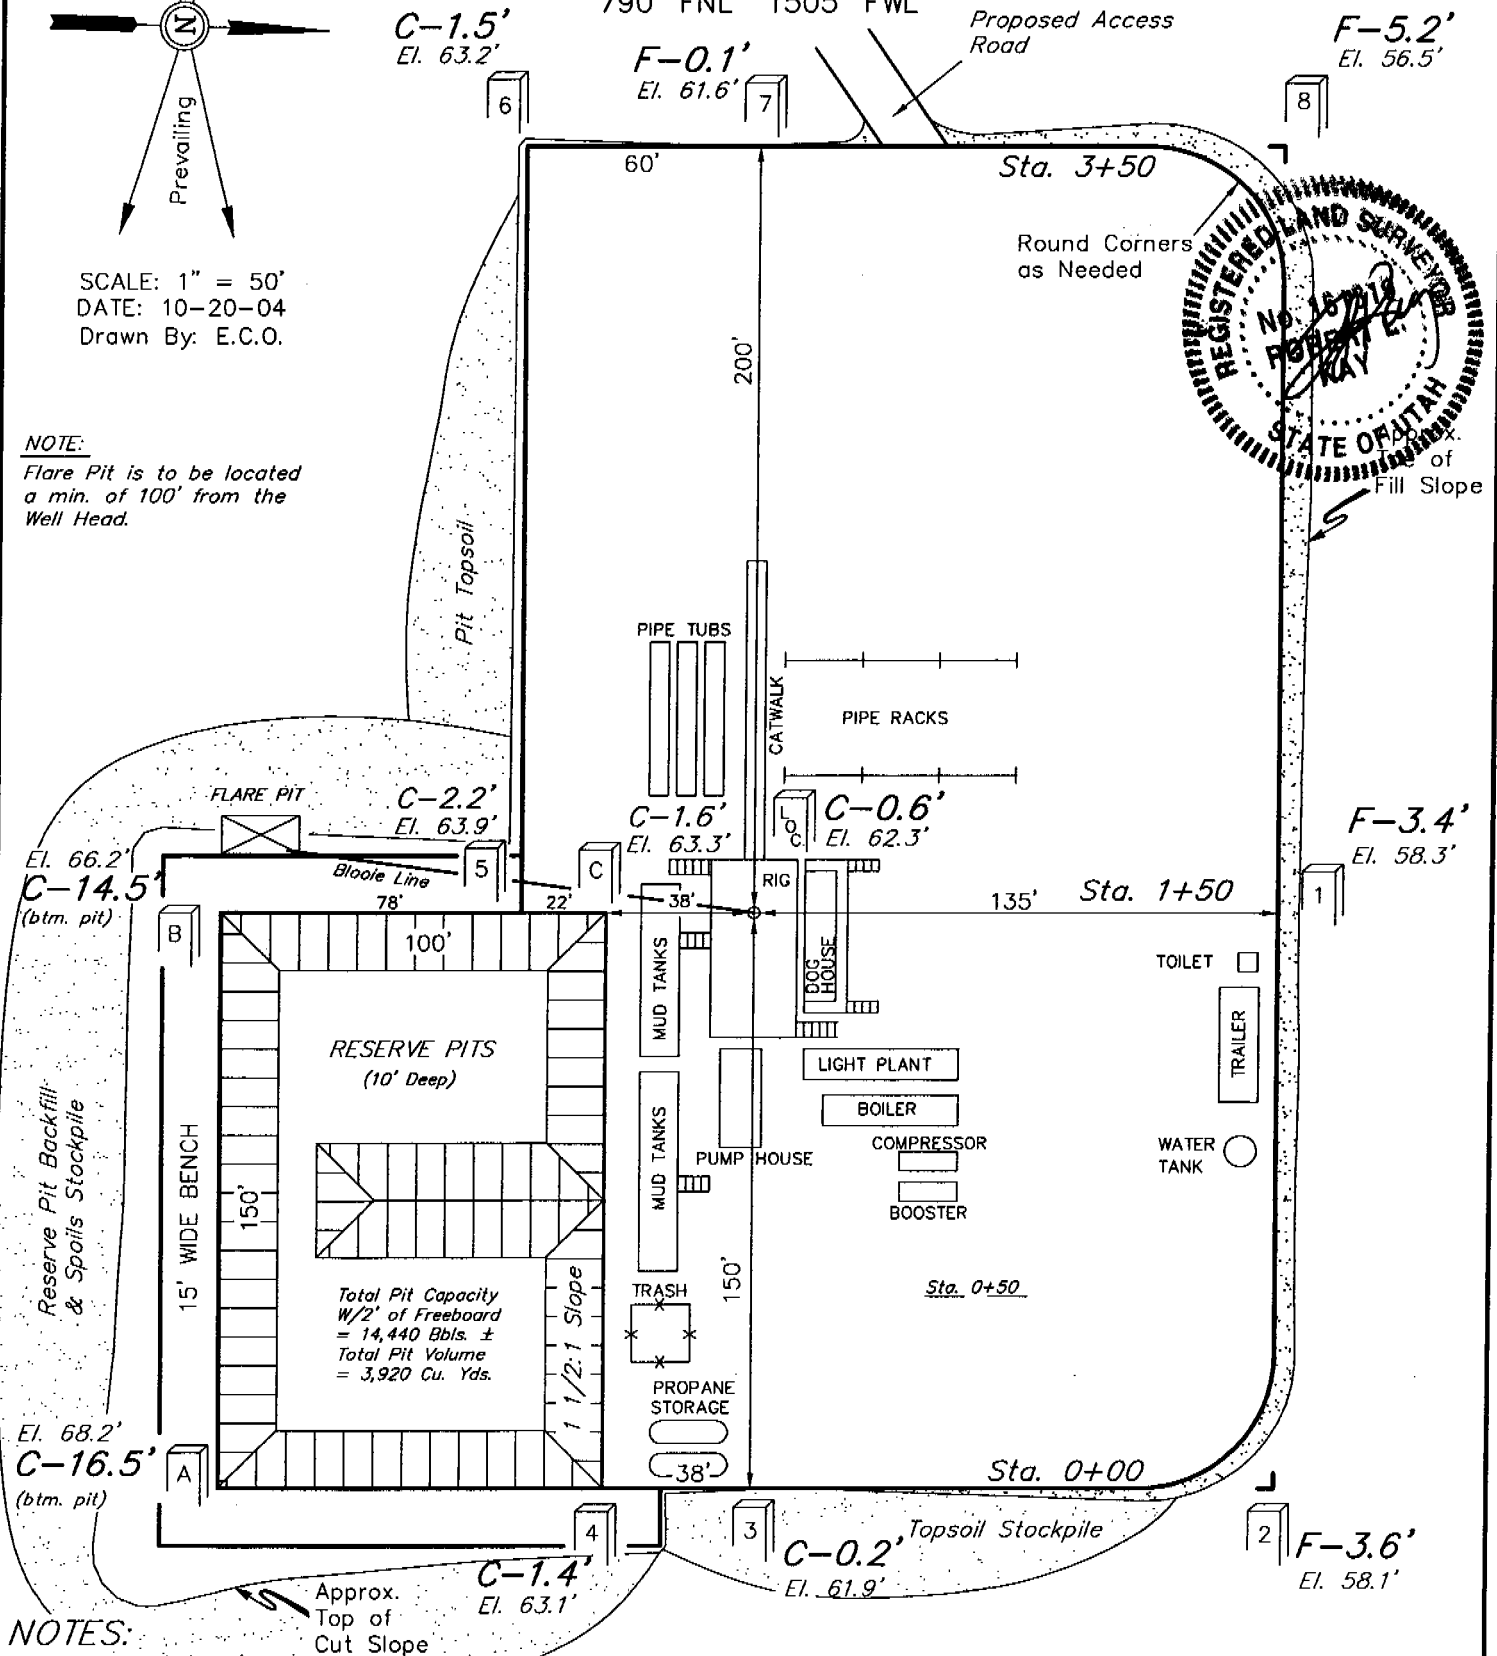 790' FNL 1505' FWL
N
Prevailing
SCALE: 1" = 50'
DATE: 10-20-04
Drawn By: E.C.O.
NOTE:
Flare Pit is to be located
a min. of 100' from the
Well Head.
C-1.5'
El. 63.2'
6
F-0.1'
El. 61.6'
7
Proposed Access
Road
F-5.2'
El. 56.5'
8
60'
Sta. 3+50
Round Corners
as Needed
REGISTERED LAND SURVEYOR
No.
ROBERT E.
KAY
STATE OF UTAH
Approx.
Toe of
Fill Slope
200'
Pit Topsoil
PIPE TUBS
CATWALK
PIPE RACKS
FLARE PIT
C-2.2'
El. 63.9'
5
C-1.6'
El. 63.3'
C
LOC.
C-0.6'
El. 62.3'
F-3.4'
El. 58.3'
1
El. 66.2'
C-14.5'
(btm. pit)
B
Blooie Line
RIG
78'
22'
38'
135'
Sta. 1+50
100'
MUD TANKS
DOG
HOUSE
TOILET
TRAILER
RESERVE PITS
(10' Deep)
LIGHT PLANT
BOILER
COMPRESSOR
BOOSTER
PUMP HOUSE
MUD TANKS
WATER
TANK
Reserve Pit Backfill
& Spoils Stockpile
15' WIDE BENCH
150'
Total Pit Capacity
W/2' of Freeboard
= 14,440 Bbls. ±
Total Pit Volume
= 3,920 Cu. Yds.
1 1/2:1 Slope
TRASH
150'
Sta. 0+50
PROPANE
STORAGE
38'
Sta. 0+00
El. 68.2'
C-16.5'
(btm. pit)
A
4
C-1.4'
El. 63.1'
3
C-0.2'
El. 61.9'
Topsoil Stockpile
2
F-3.6'
El. 58.1'
Approx.
Top of
Cut Slope
NOTES: